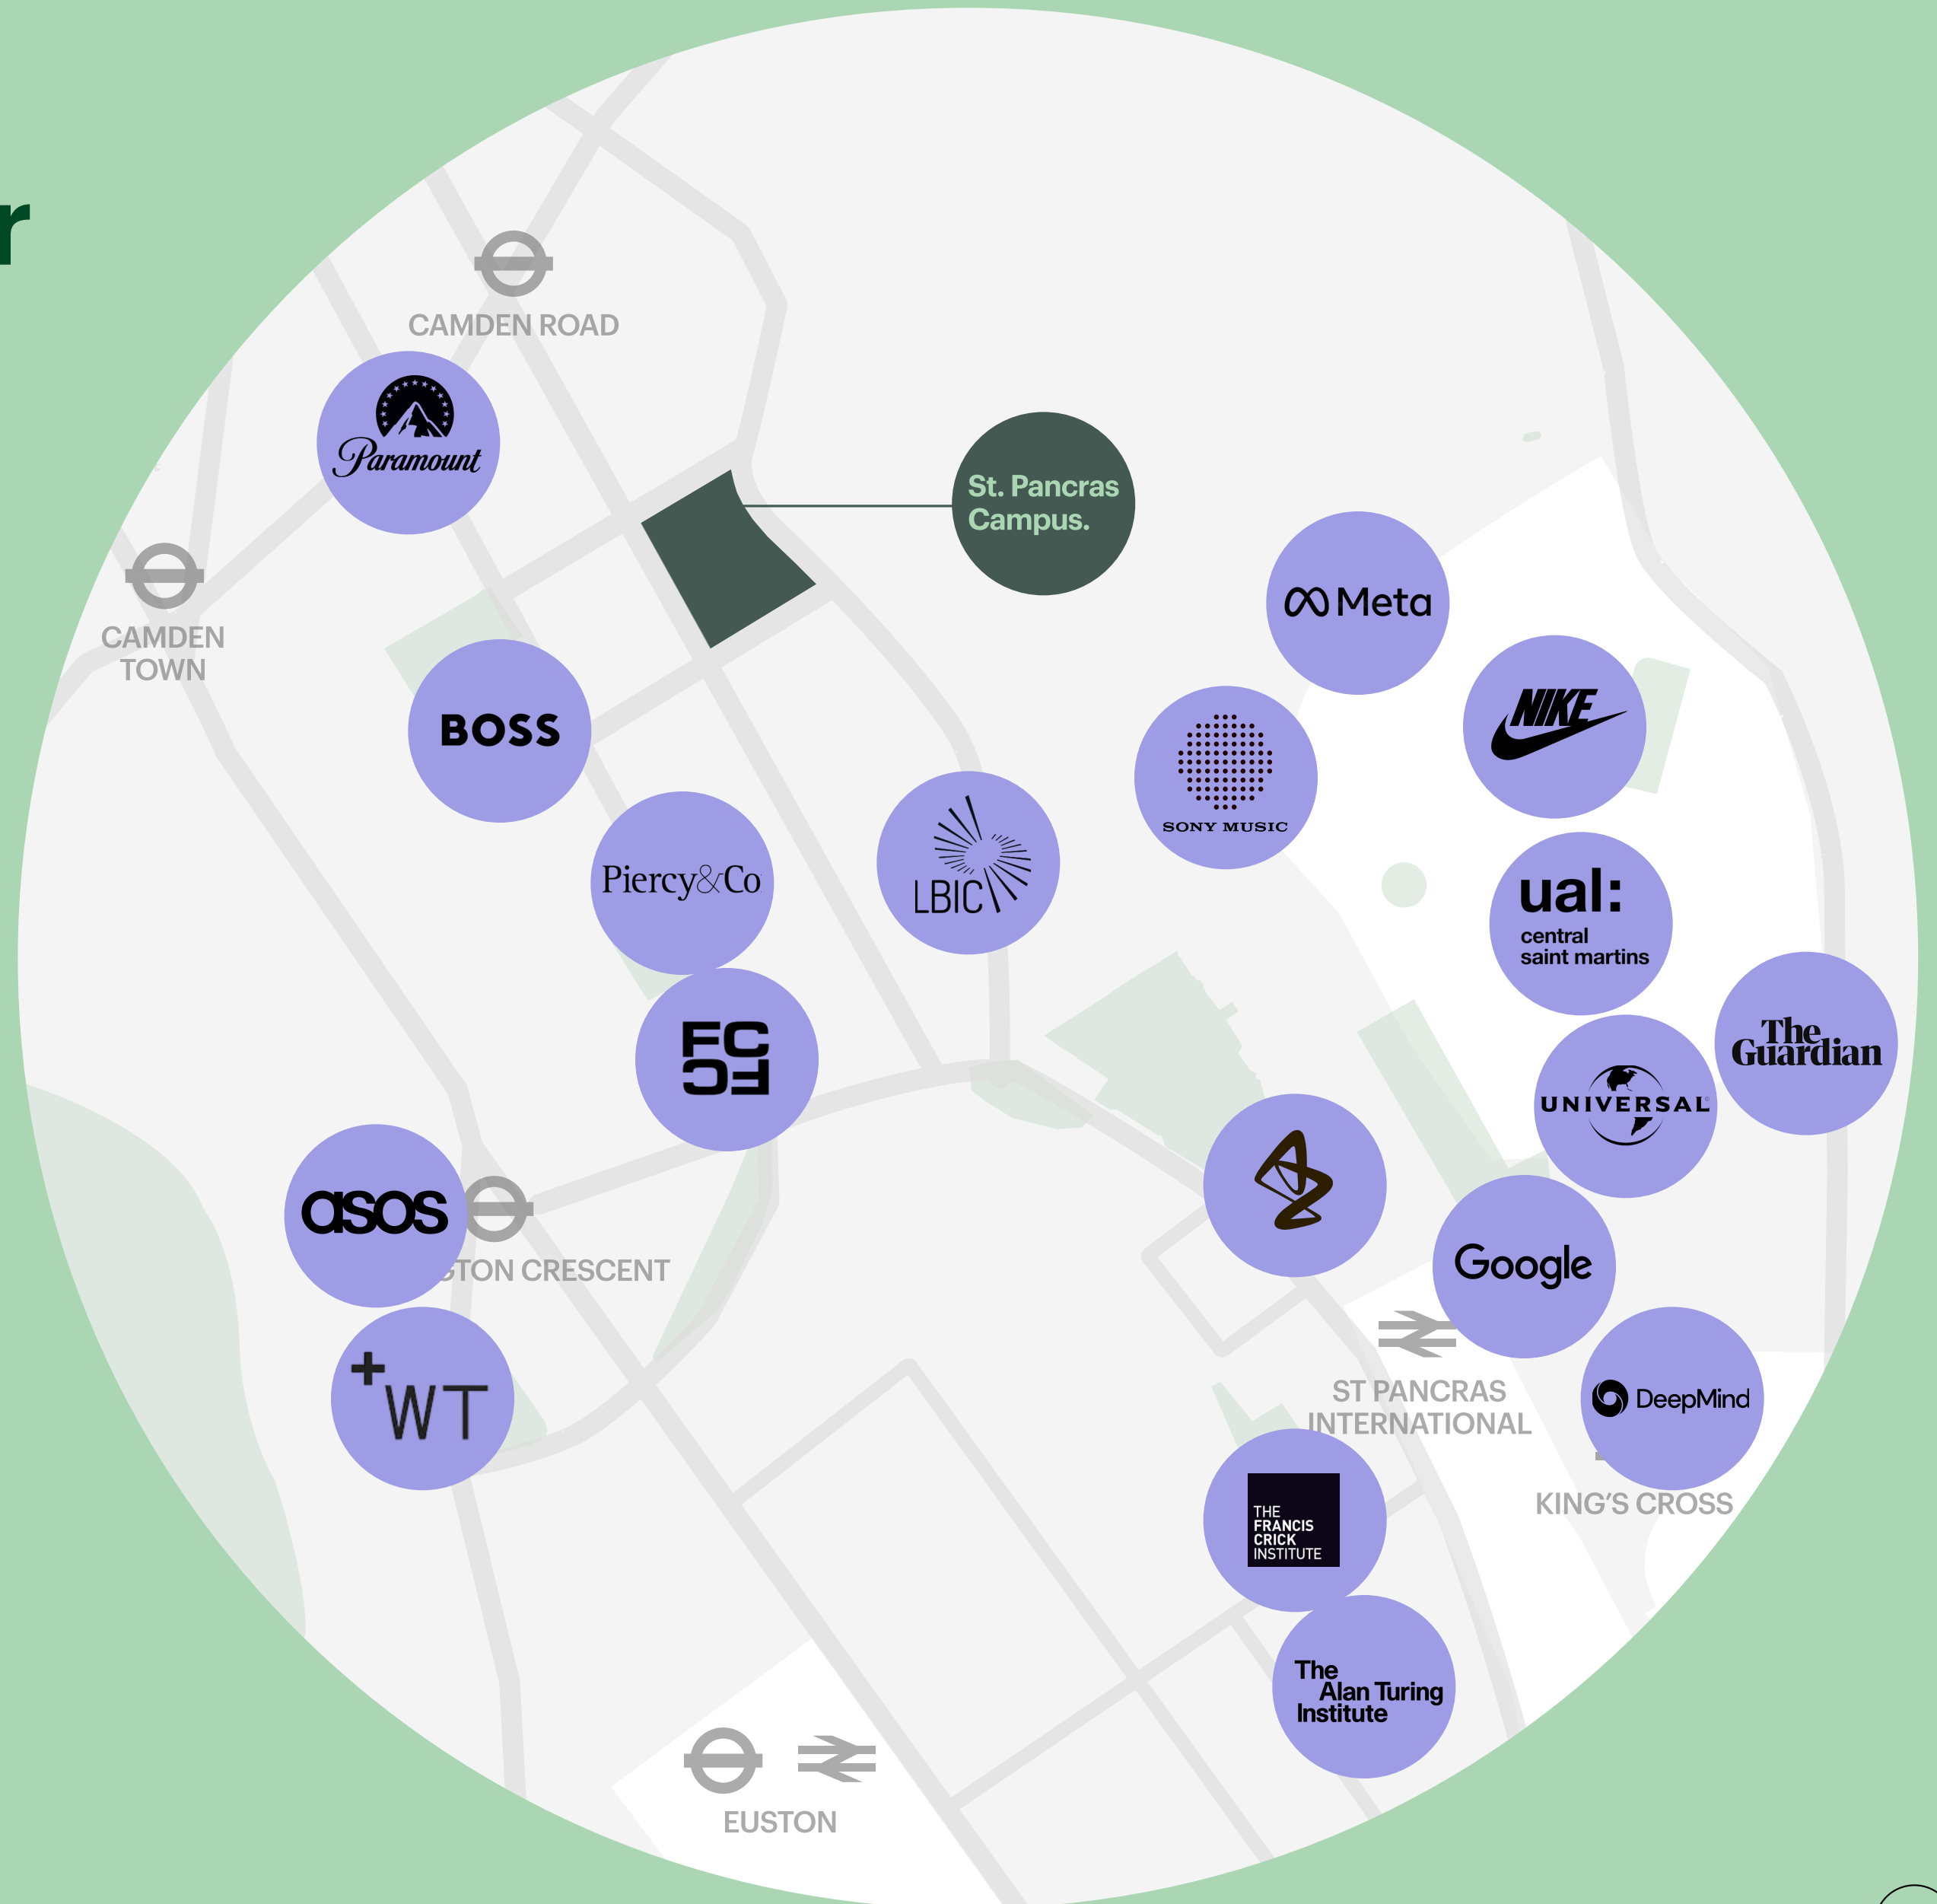 r
CAMDEN ROAD
Paramount
St. Pancras
Campus.
CAMDEN
TOWN
Meta
NIKE
BOSS
SONY MUSIC
Piercy&Co
LBIC
ual:
central
saint martins
The
Guardian
FC
FC
UNIVERSAL
asos
GTON CRESCENT
Google
+WT
ST PANCRAS
INTERNATIONAL
DeepMind
KING'S CROSS
THE
FRANCIS
CRICK
INSTITUTE
The
Alan Turing
Institute
EUSTON